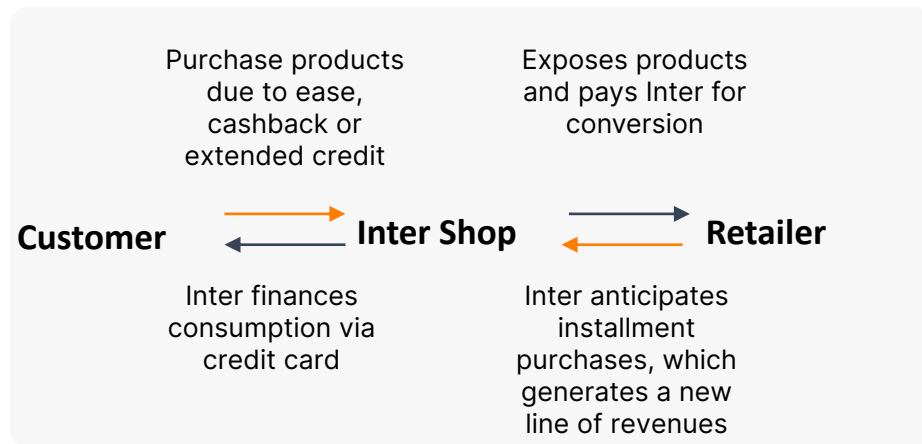 Purchase products
due to ease,
cashback or
extended credit
Exposes products
and pays Inter for
conversion
Customer
Inter Shop
Retailer
Inter finances
consumption via
credit card
Inter anticipates
installment
purchases, which
generates a new
line of revenues